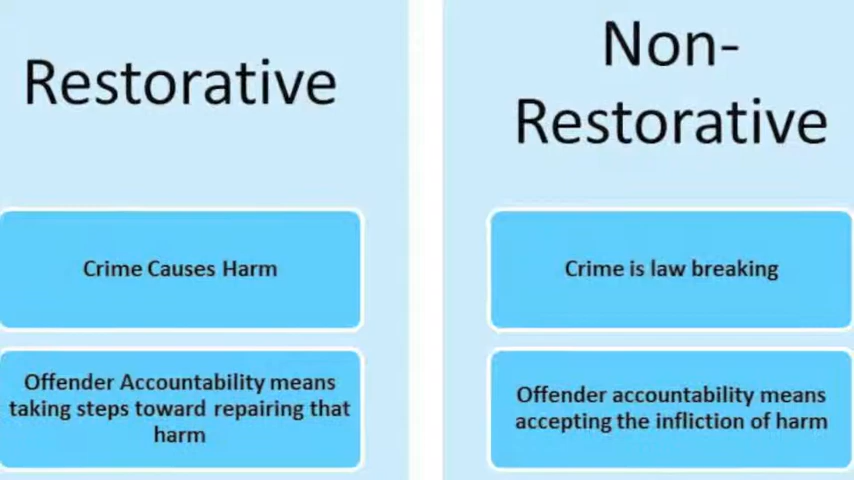 Restorative
Crime Causes Harm
Offender Accountability means
taking steps toward repairing that
harm
Non-
Restorative
Crime is law breaking
Offender accountability means
accepting the infliction of harm